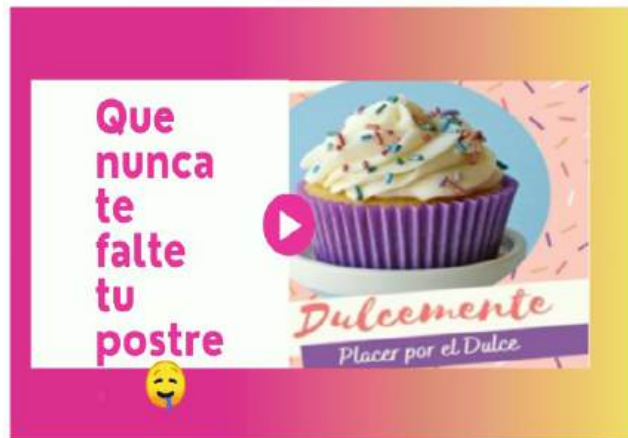 Que
nunca
te
falte
tu
postre
🤤
Dulcemente
Placer por el Dulce